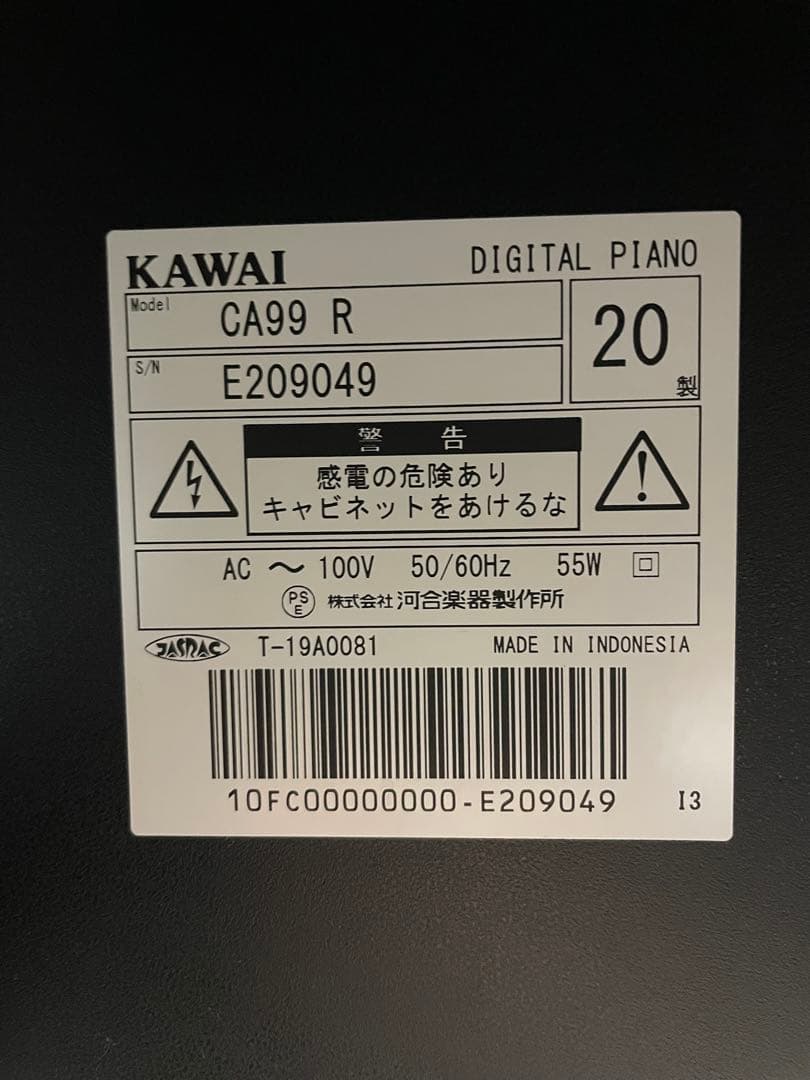 KAWAI
DIGITAL PIANO
Model CA99 R
20製
S/N E209049
警 告
感電の危険あり
キャビネットをあけるな
AC 〜 100V 50/60Hz 55W
PSE 株式会社 河合楽器製作所
JASRAC T-19A0081 MADE IN INDONESIA
10FC00000000-E209049 I3